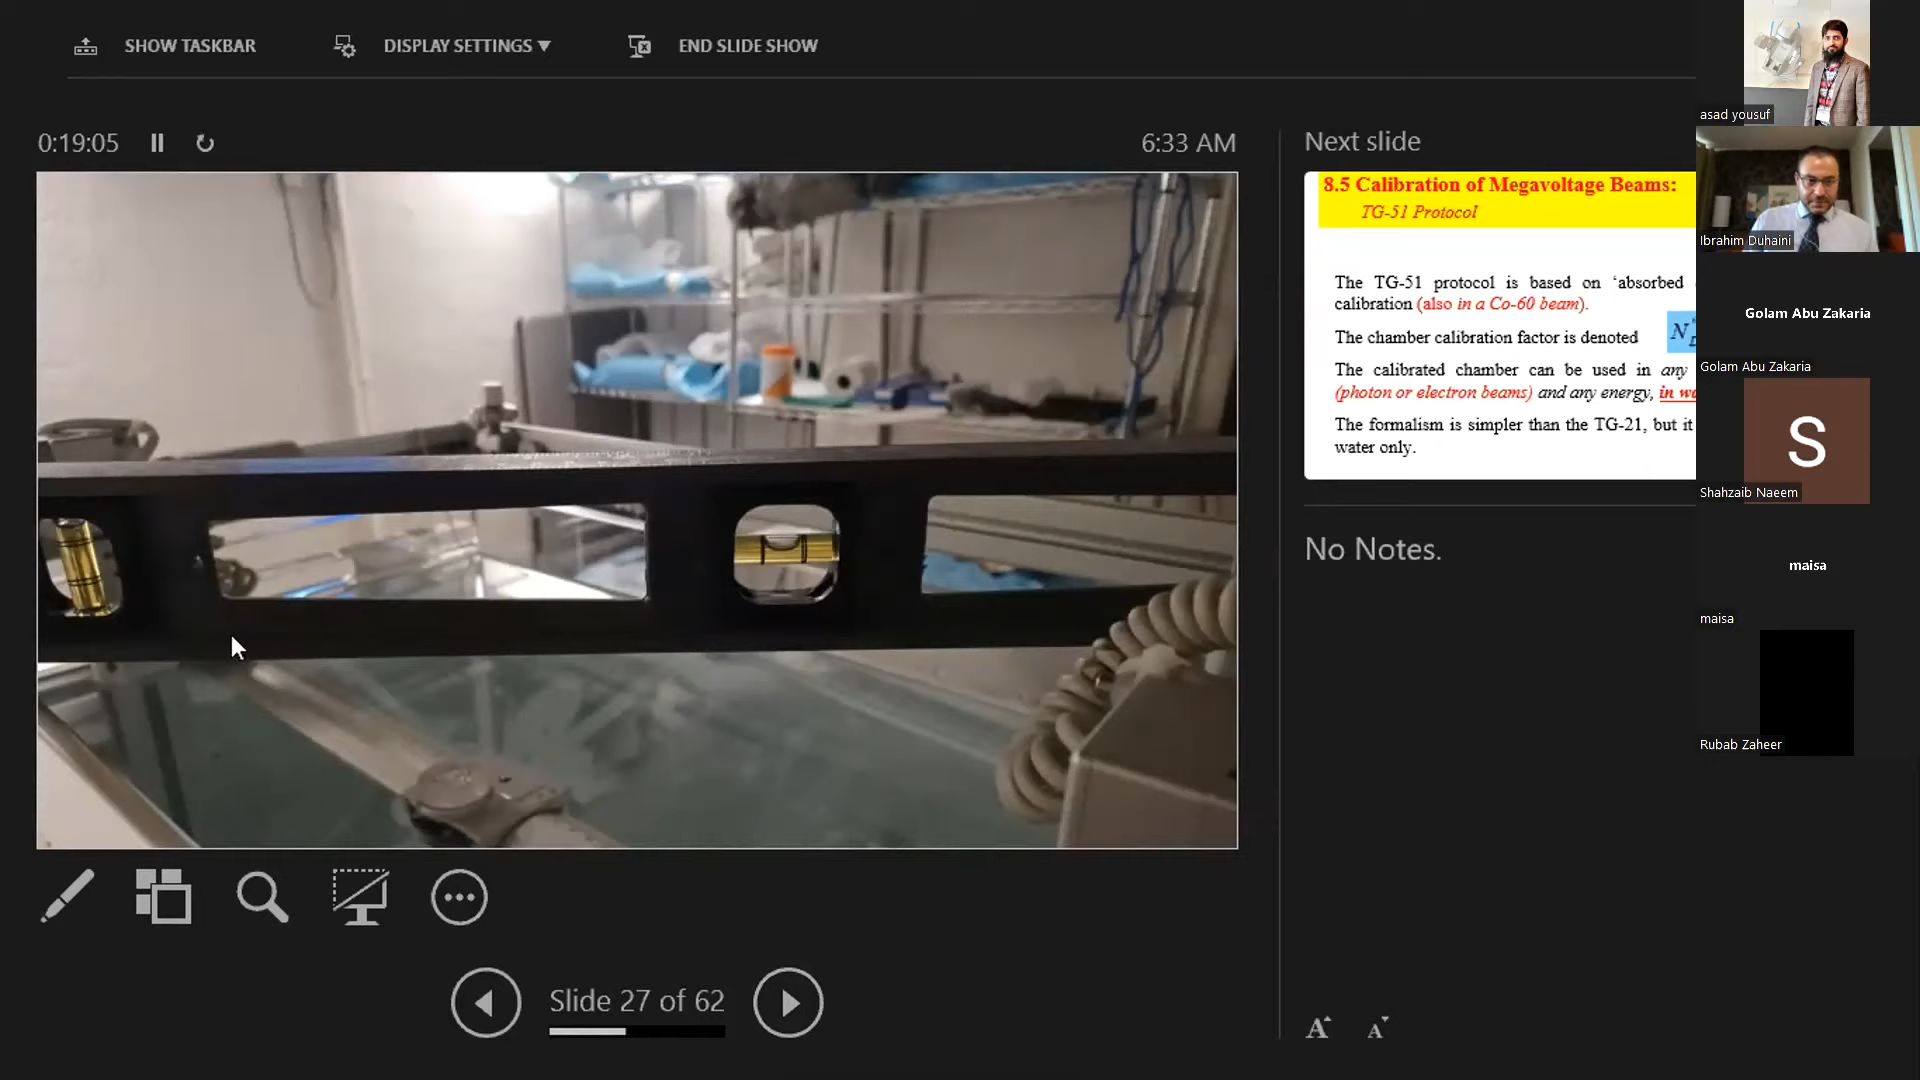 SHOW TASKBAR
DISPLAY SETTINGS
END SLIDE SHOW
0:19:05
6:33 AM
Next slide
8.5 Calibration of Megavoltage Beams:
TG-51 Protocol
The TG-51 protocol is based on ‘absorbed
calibration (also in a Co-60 beam).
The chamber calibration factor is denoted N
The calibrated chamber can be used in any
(photon or electron beams) and any energy, in
The formalism is simpler than the TG-21, but it
water only.
No Notes.
Slide 27 of 62
A A
asad yousuf
Ibrahim Duhaini
Golam Abu Zakaria
Golam Abu Zakaria
S
Shahzaib Naeem
maisa
maisa
Rubab Zaheer